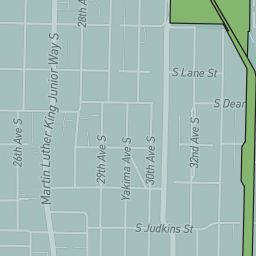 28th Ave S
S Lane St
S Dear
Martin Luther King Junior Way S
26th Ave S
29th Ave S
Yakima Ave S
30th Ave S
32nd Ave S
S Judkins St